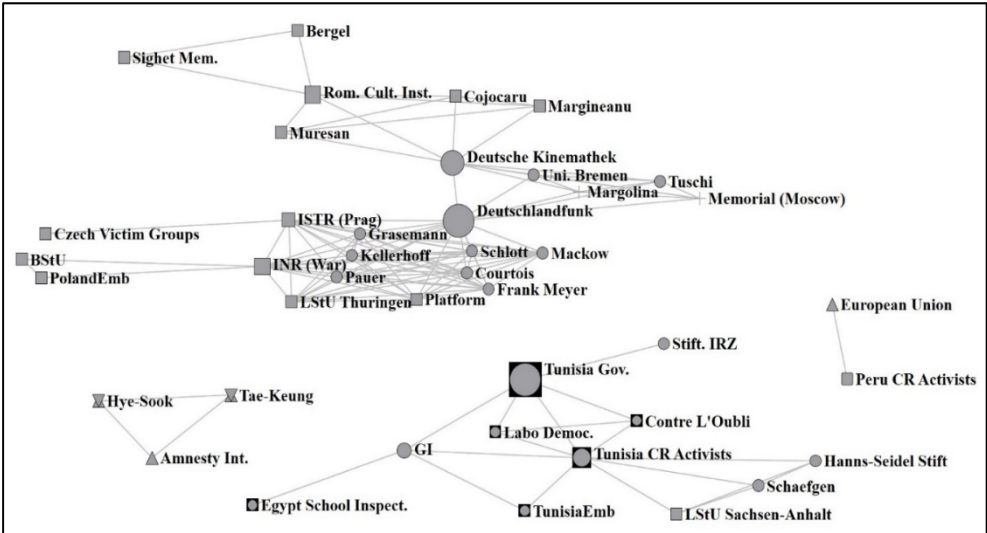 Bergel
Sighet Mem.
Rom. Cult. Inst.
Cojocaru
Margineanu
Muresan
Deutsche Kinemathek
Uni. Bremen
Tuschi
Margolina
Memorial (Moscow)
Deutschlandfunk
ISTR (Prag)
Czech Victim Groups
Grasemann
Schlott
Mackow
Kellerhoff
BStU
INR (War)
PolandEmb
Pauer
Courtois
Frank Meyer
LStU Thuringen
Platform
European Union
Stift. IRZ
Tunisia Gov.
Peru CR Activists
Hye-Sook
Tae-Keung
Contre L'Oubli
Labo Democ.
GI
Tunisia CR Activists
Amnesty Int.
Hanns-Seidel Stift
Schaefgen
Egypt School Inspect.
TunisiaEmb
LStU Sachsen-Anhalt